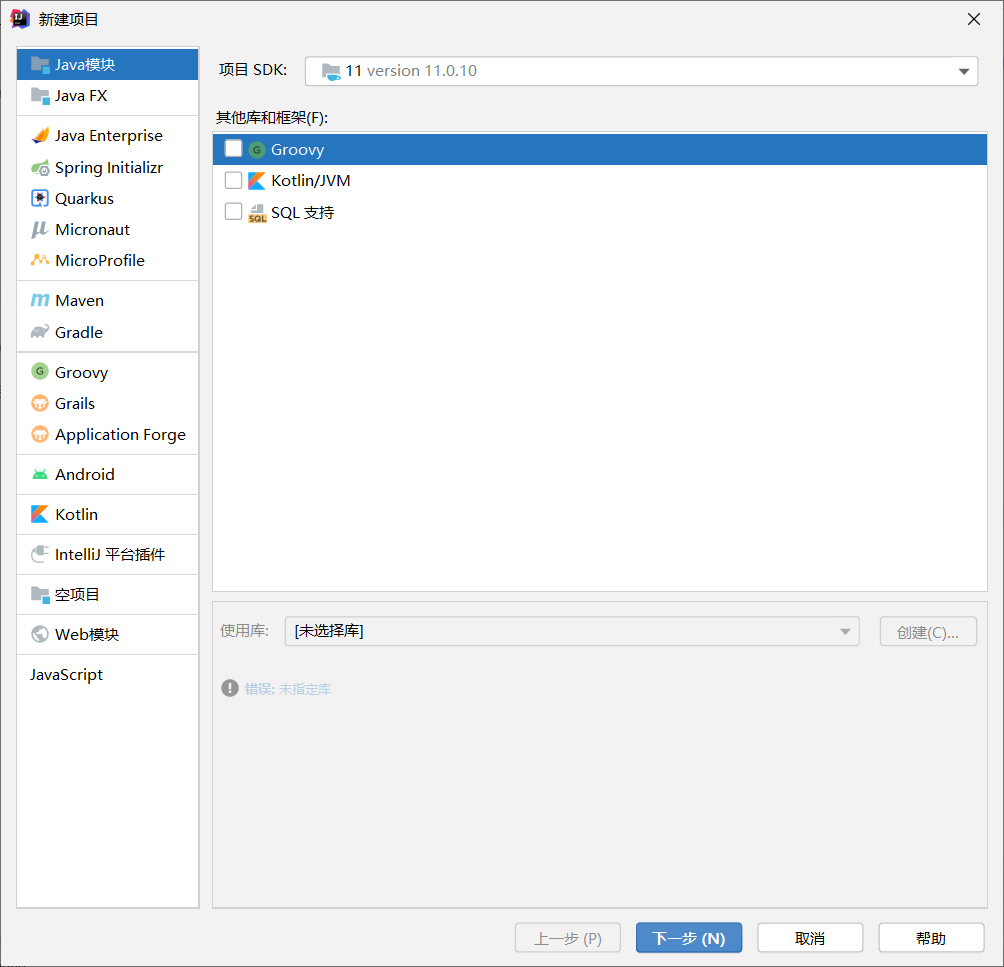 新建项目
Java模块
Java FX
Java Enterprise
Spring Initializr
Quarkus
Micronaut
MicroProfile
Maven
Gradle
Groovy
Grails
Application Forge
Android
Kotlin
IntelliJ 平台插件
空项目
Web模块
JavaScript
项目 SDK: 11 version 11.0.10
其他库和框架(F):
Groovy
Kotlin/JVM
SQL 支持
使用库: [未选择库] 创建(C)...
错误: 未指定库
上一步 (P) 下一步 (N) 取消 帮助